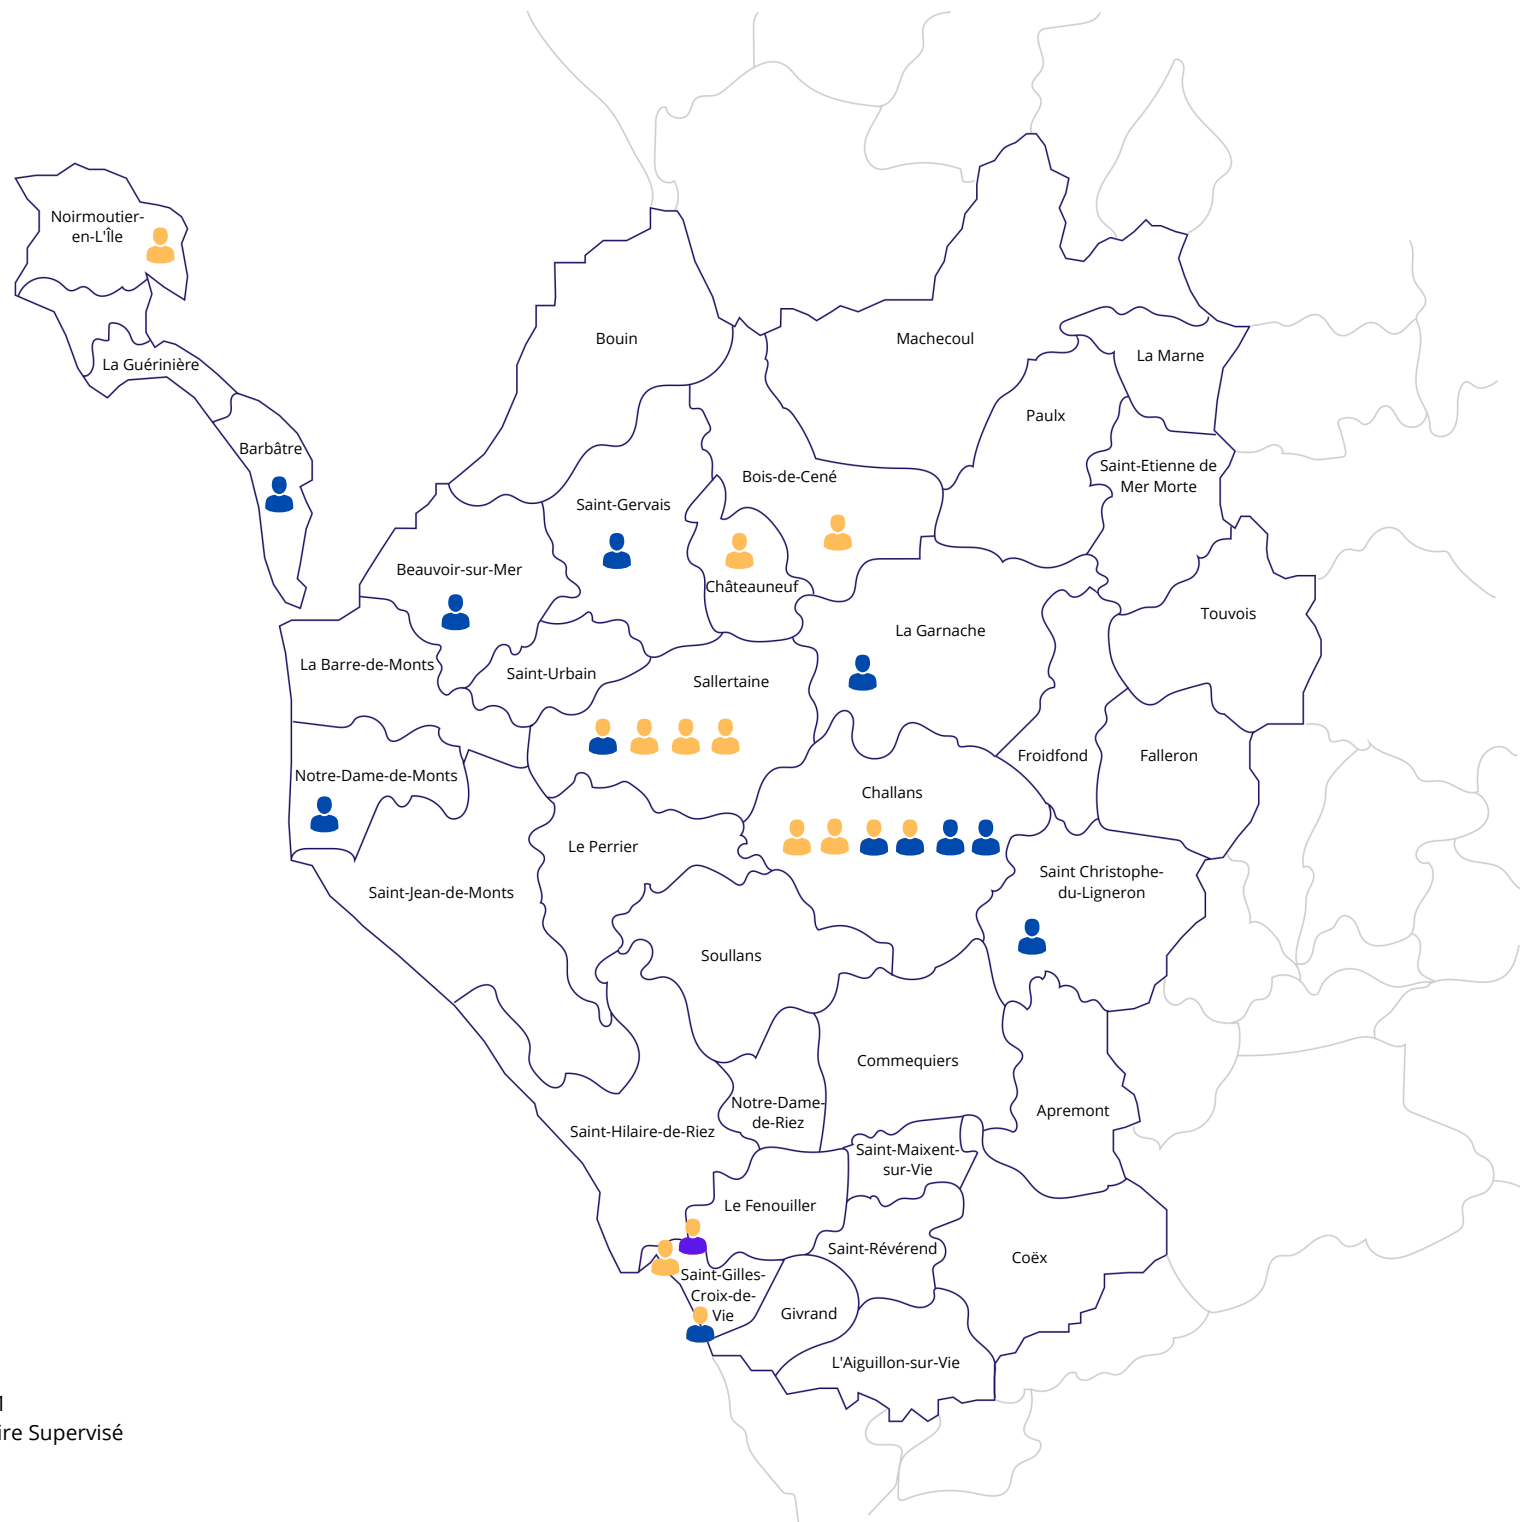 Noirmoutier-
en-L'Île
La Guérinière
Barbâtre
Bouin
Machecoul
La Marne
Paulx
Saint-Etienne de
Mer Morte
Bois-de-Cené
Saint-Gervais
Beauvoir-sur-Mer
Châteauneuf
Touvois
La Garnache
La Barre-de-Monts
Saint-Urbain
Sallertaine
Froidfond
Falleron
Notre-Dame-de-Monts
Challans
Le Perrier
Saint Christophe-
du-Ligneron
Saint-Jean-de-Monts
Soullans
Commequiers
Notre-Dame-
de-Riez
Apremont
Saint-Hilaire-de-Riez
Saint-Maixent-
sur-Vie
Le Fenouiller
Saint-Révérend
Coëx
Saint-Gilles-
Croix-de-
Vie
Givrand
L'Aiguillon-sur-Vie
ire Supervisé